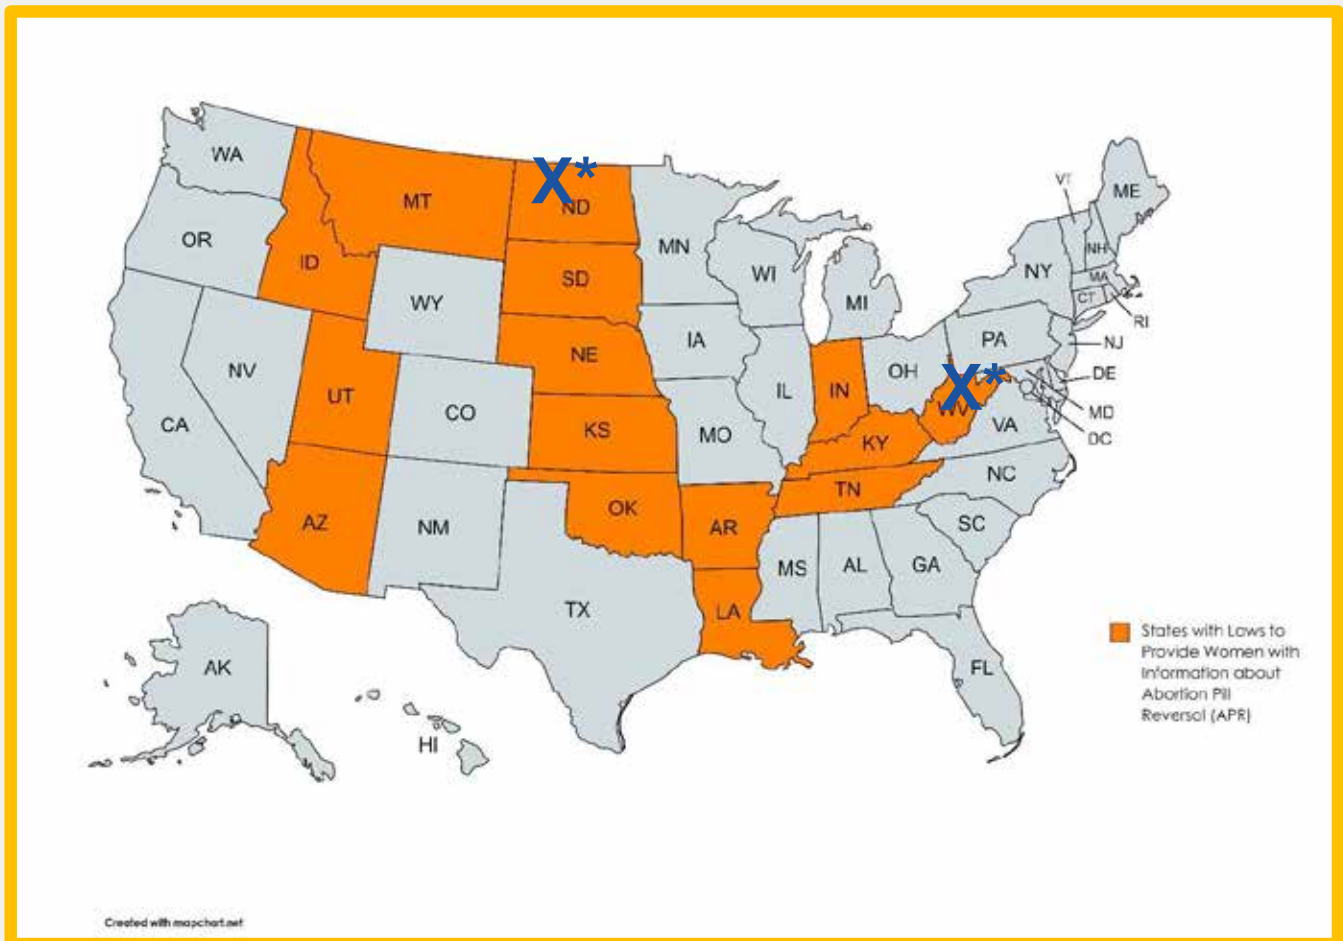 WA
MT
X*
ND
VT
ME
OR
ID
MN
NH
SD
WI
NY
MA
WY
MI
CT
RI
IA
PA
NJ
NE
NV
OH
X*
DE
UT
IL
IN
WV
MD
CO
CA
KS
MO
VA
DC
KY
NC
TN
AZ
OK
AR
SC
NM
MS
AL
GA
TX
LA
AK
FL
HI
States with Laws to
Provide Women with
Information about
Abortion Pill
Reversal (APR)
Created with mapchart.net